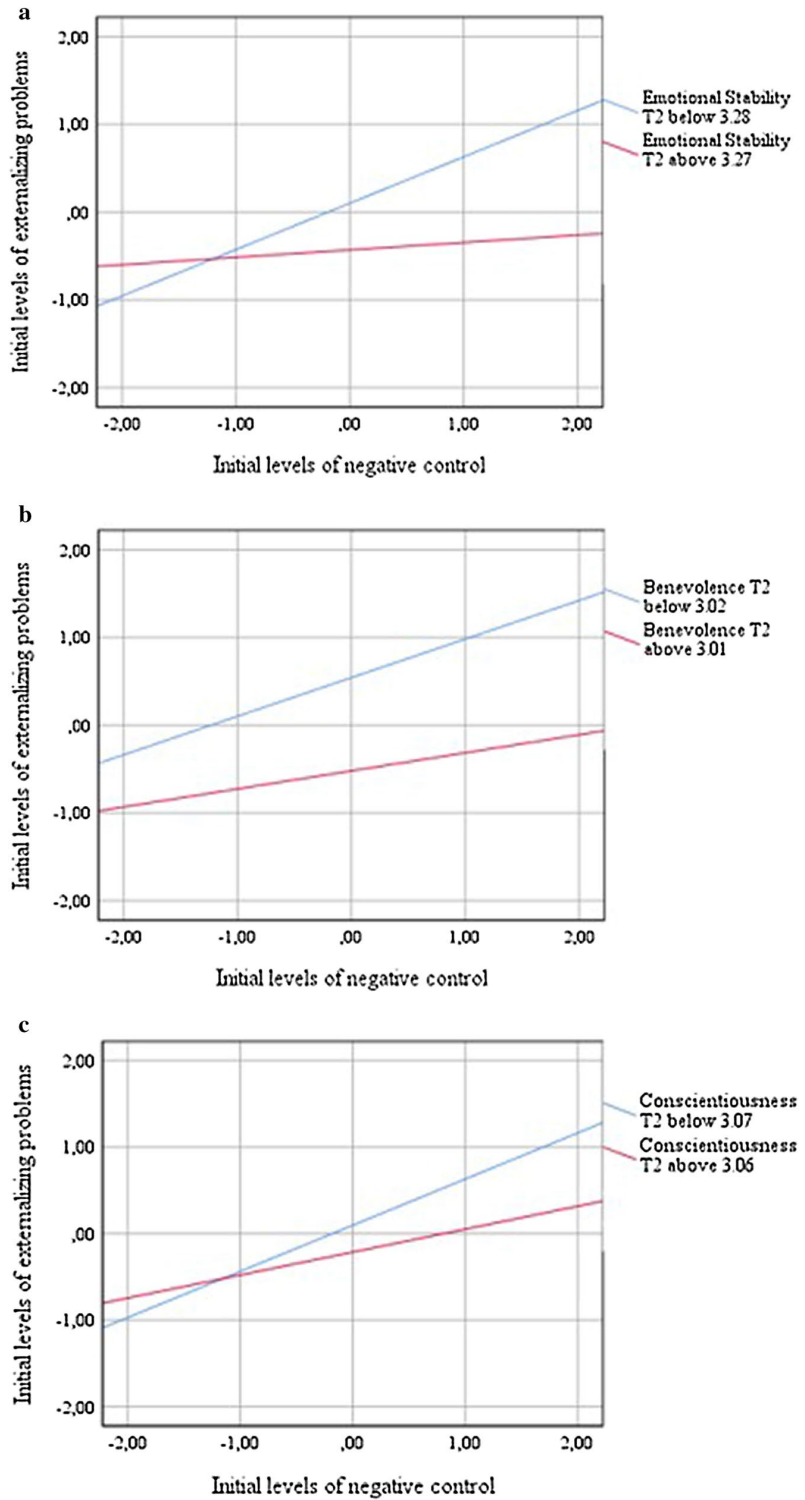 a
2,00
1,00
,00
-1,00
-2,00
Initial levels of externalizing problems
-2,00 -1,00 ,00 1,00 2,00
Initial levels of negative control
Emotional Stability
T2 below 3.28
Emotional Stability
T2 above 3.27
b
2,00
1,00
,00
-1,00
-2,00
Initial levels of externalizing problems
-2,00 -1,00 ,00 1,00 2,00
Initial levels of negative control
Benevolence T2
below 3.02
Benevolence T2
above 3.01
c
2,00
1,00
,00
-1,00
-2,00
Initial levels of externalizing problems
-2,00 -1,00 ,00 1,00 2,00
Initial levels of negative control
Conscientiousness
T2 below 3.07
Conscientiousness
T2 above 3.06